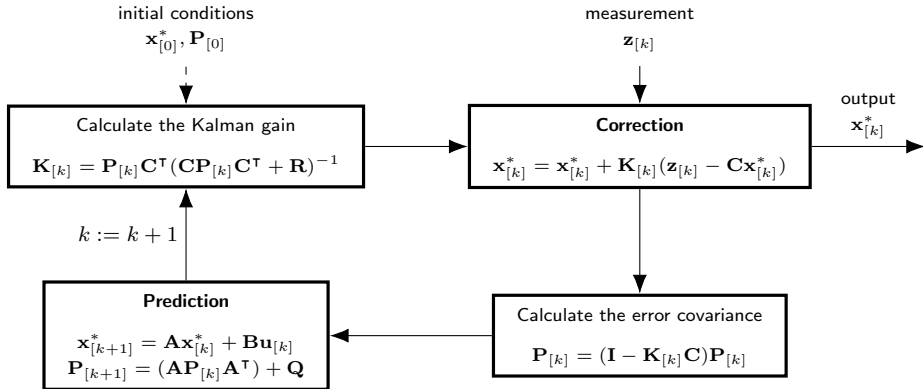 initial conditions
x*[0], P[0]
measurement
z[k]
Calculate the Kalman gain
K[k] = P[k]Cᵀ(CP[k]Cᵀ + R)⁻¹
Correction
x*[k] = x*[k] + K[k](z[k] − Cx*[k])
output
x*[k]
k := k + 1
Prediction
x*[k+1] = Ax*[k] + Bu[k]
P[k+1] = (AP[k]Aᵀ) + Q
Calculate the error covariance
P[k] = (I − K[k]C)P[k]